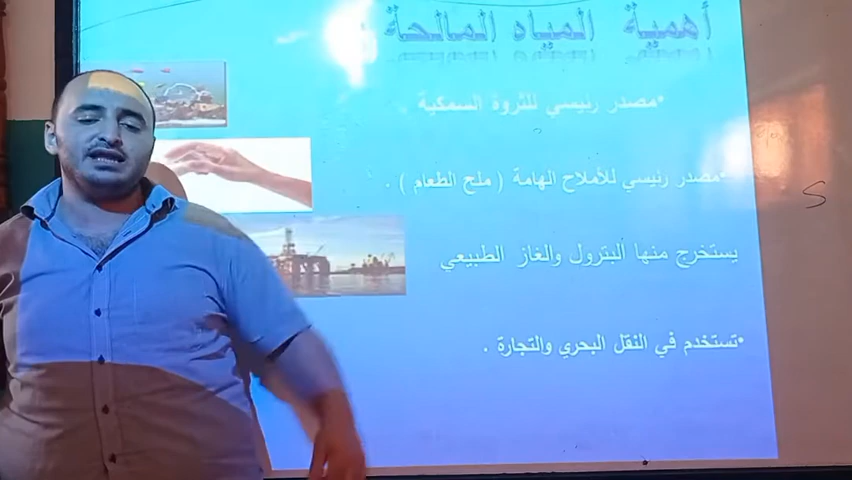 أهمية المياه المالحة
•مصدر رئيسي للثروة السمكية .
•مصدر رئيسي للأملاح الهامة ( ملح الطعام ) .
يستخرج منها البترول والغاز الطبيعي
•تستخدم في النقل البحري والتجارة .